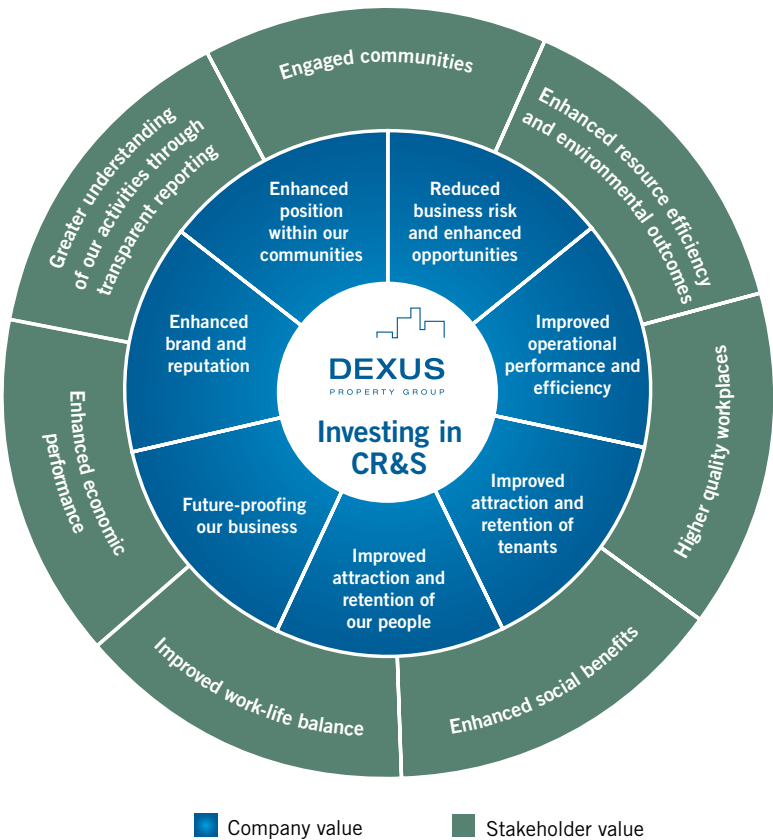 Engaged communities
Enhanced resource efficiency
and environmental outcomes
Higher quality workplaces
Enhanced social benefits
Improved work-life balance
Enhanced economic
performance
Greater understanding
of our activities through
transparent reporting
Enhanced
position
within our
communities
Reduced
business risk
and enhanced
opportunities
Improved
operational
performance and
efficiency
Improved
attraction and
retention of
tenants
Improved
attraction and
retention of
our people
Future-proofing
our business
Enhanced
brand and
reputation
DEXUS
PROPERTY GROUP
Investing in
CR&S
Company value
Stakeholder value